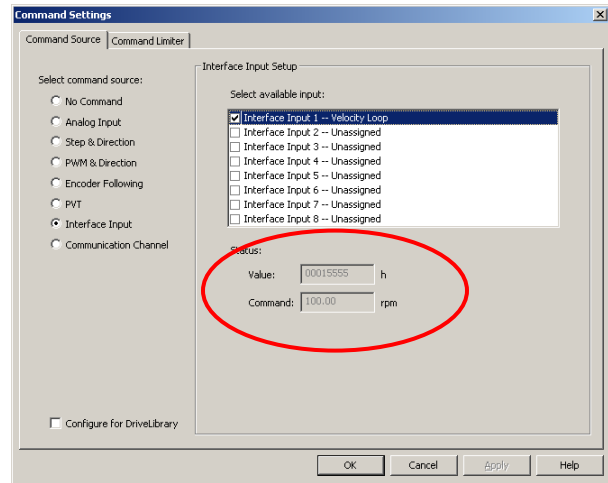 Command Settings
Command Source
Command Limiter
Select command source:
No Command
Analog Input
Step & Direction
PWM & Direction
Encoder Following
PVT
Interface Input
Communication Channel
Configure for DriveLibrary
Interface Input Setup
Select available input:
Interface Input 1 -- Velocity Loop
Interface Input 2 -- Unassigned
Interface Input 3 -- Unassigned
Interface Input 4 -- Unassigned
Interface Input 5 -- Unassigned
Interface Input 6 -- Unassigned
Interface Input 7 -- Unassigned
Interface Input 8 -- Unassigned
Status:
Value: 00015555 h
Command: 100.00 rpm
OK Cancel Apply Help